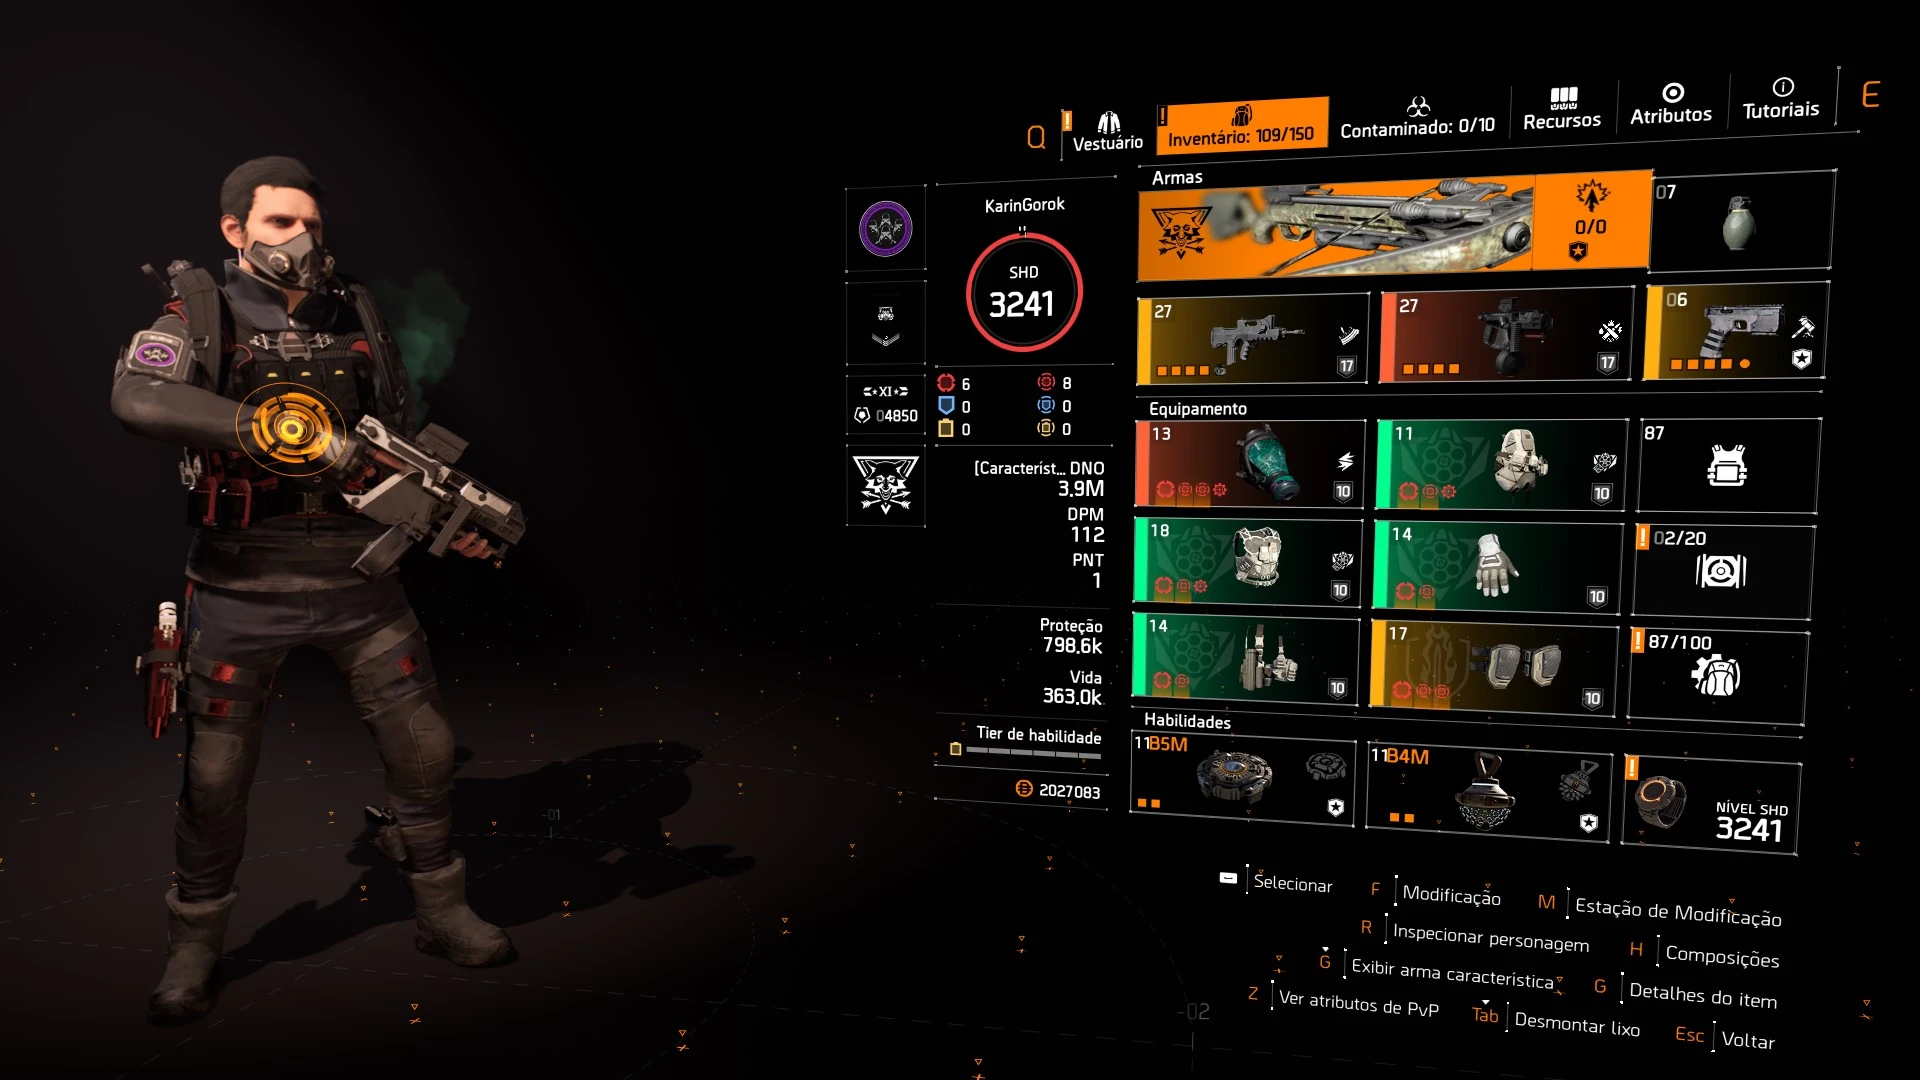 Q
Vestuário
Inventário: 109/150
Contaminado: 0/10
Recursos
Atributos
Tutoriais
E
KarinGorok
SHD
3241
XI
04850
6
8
0
0
0
0
[Característ... DNO
3.9M
DPM
112
PNT
1
Proteção
798.6k
Vida
363.0k
Tier de habilidade
2027083
Armas
0/0
07
27
17
27
17
06
Equipamento
13
10
11
10
87
18
10
14
10
02/20
14
10
17
10
87/100
Habilidades
11B5M
11B4M
NÍVEL SHD
3241
Selecionar
F Modificação
M Estação de Modificação
R Inspecionar personagem
H Composições
G Exibir arma característica
G Detalhes do item
Z Ver atributos de PvP
Tab Desmontar lixo
Esc Voltar
-01
-02